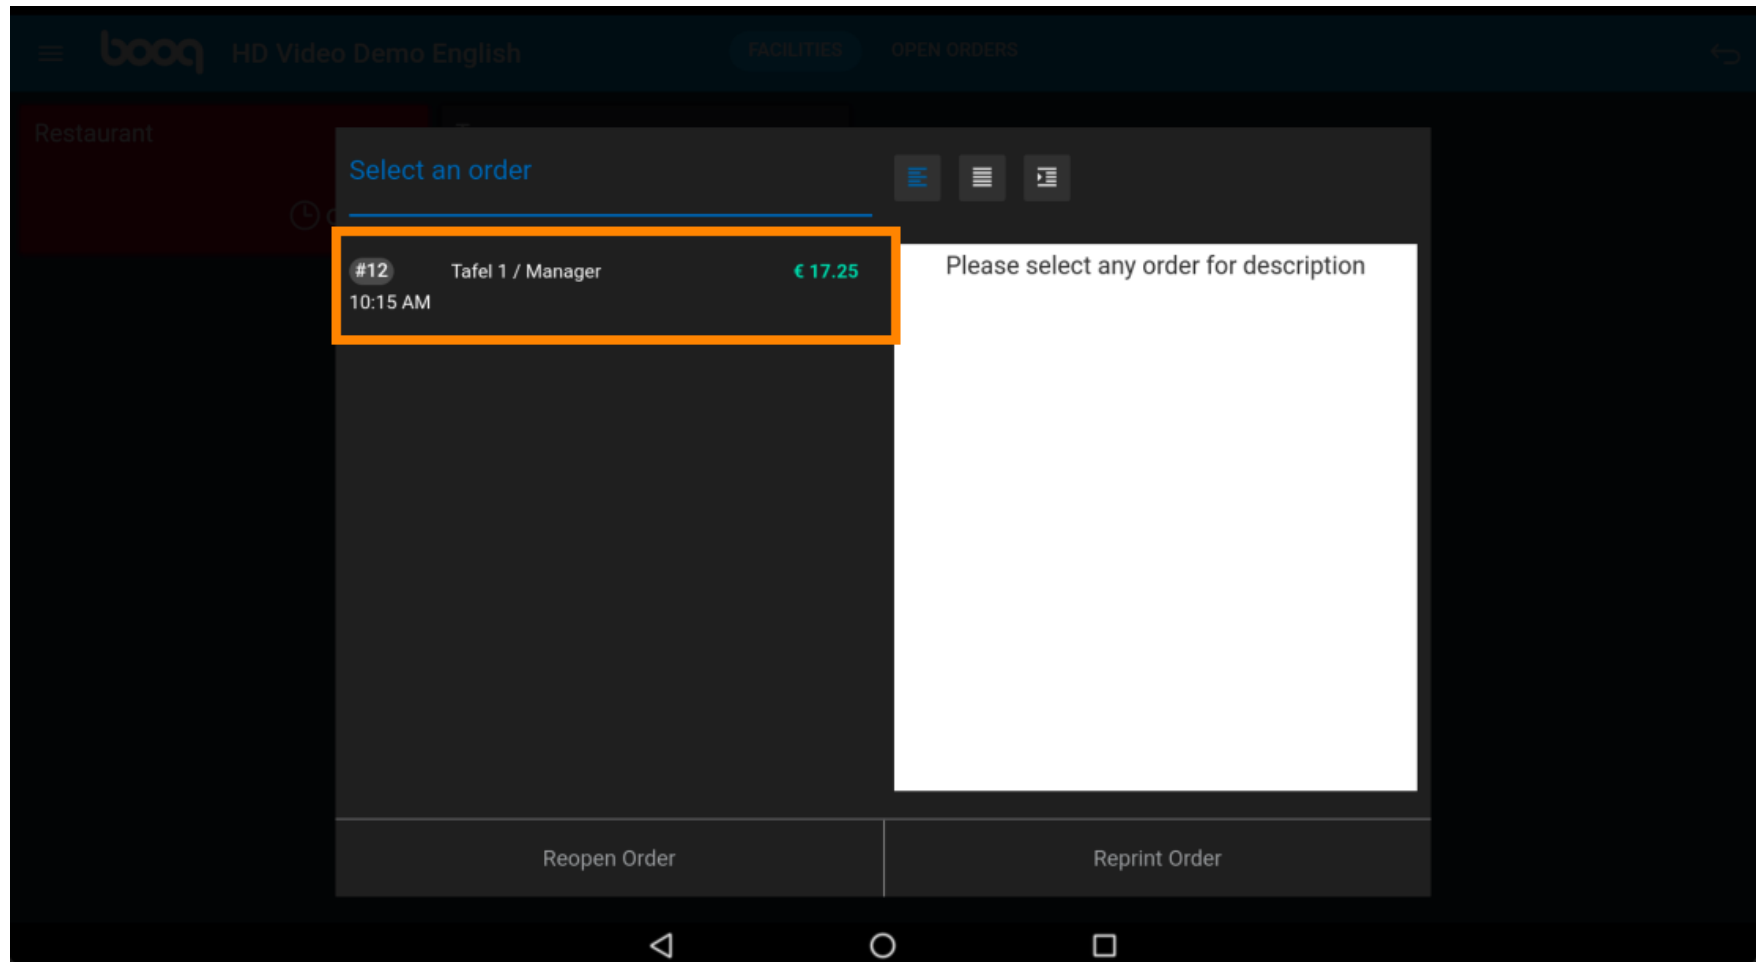 booq HD Video Demo English FACILITIES OPEN ORDERS
Restaurant
Select an order
#12 Tafel 1 / Manager € 17.25
10:15 AM
Please select any order for description
Reopen Order Reprint Order